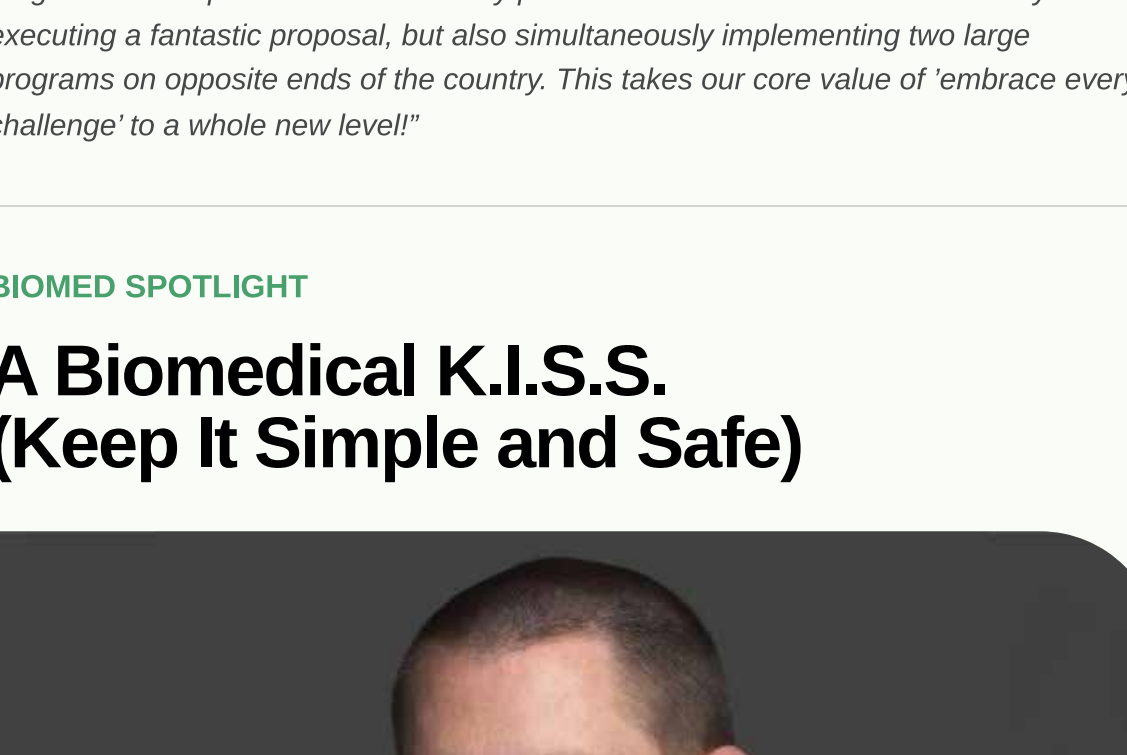 executing a fantastic proposal, but also simultaneously implementing two large
programs on opposite ends of the country. This takes our core value of ’embrace every
challenge’ to a whole new level!”
BIOMED SPOTLIGHT
A Biomedical K.I.S.S.
(Keep It Simple and Safe)